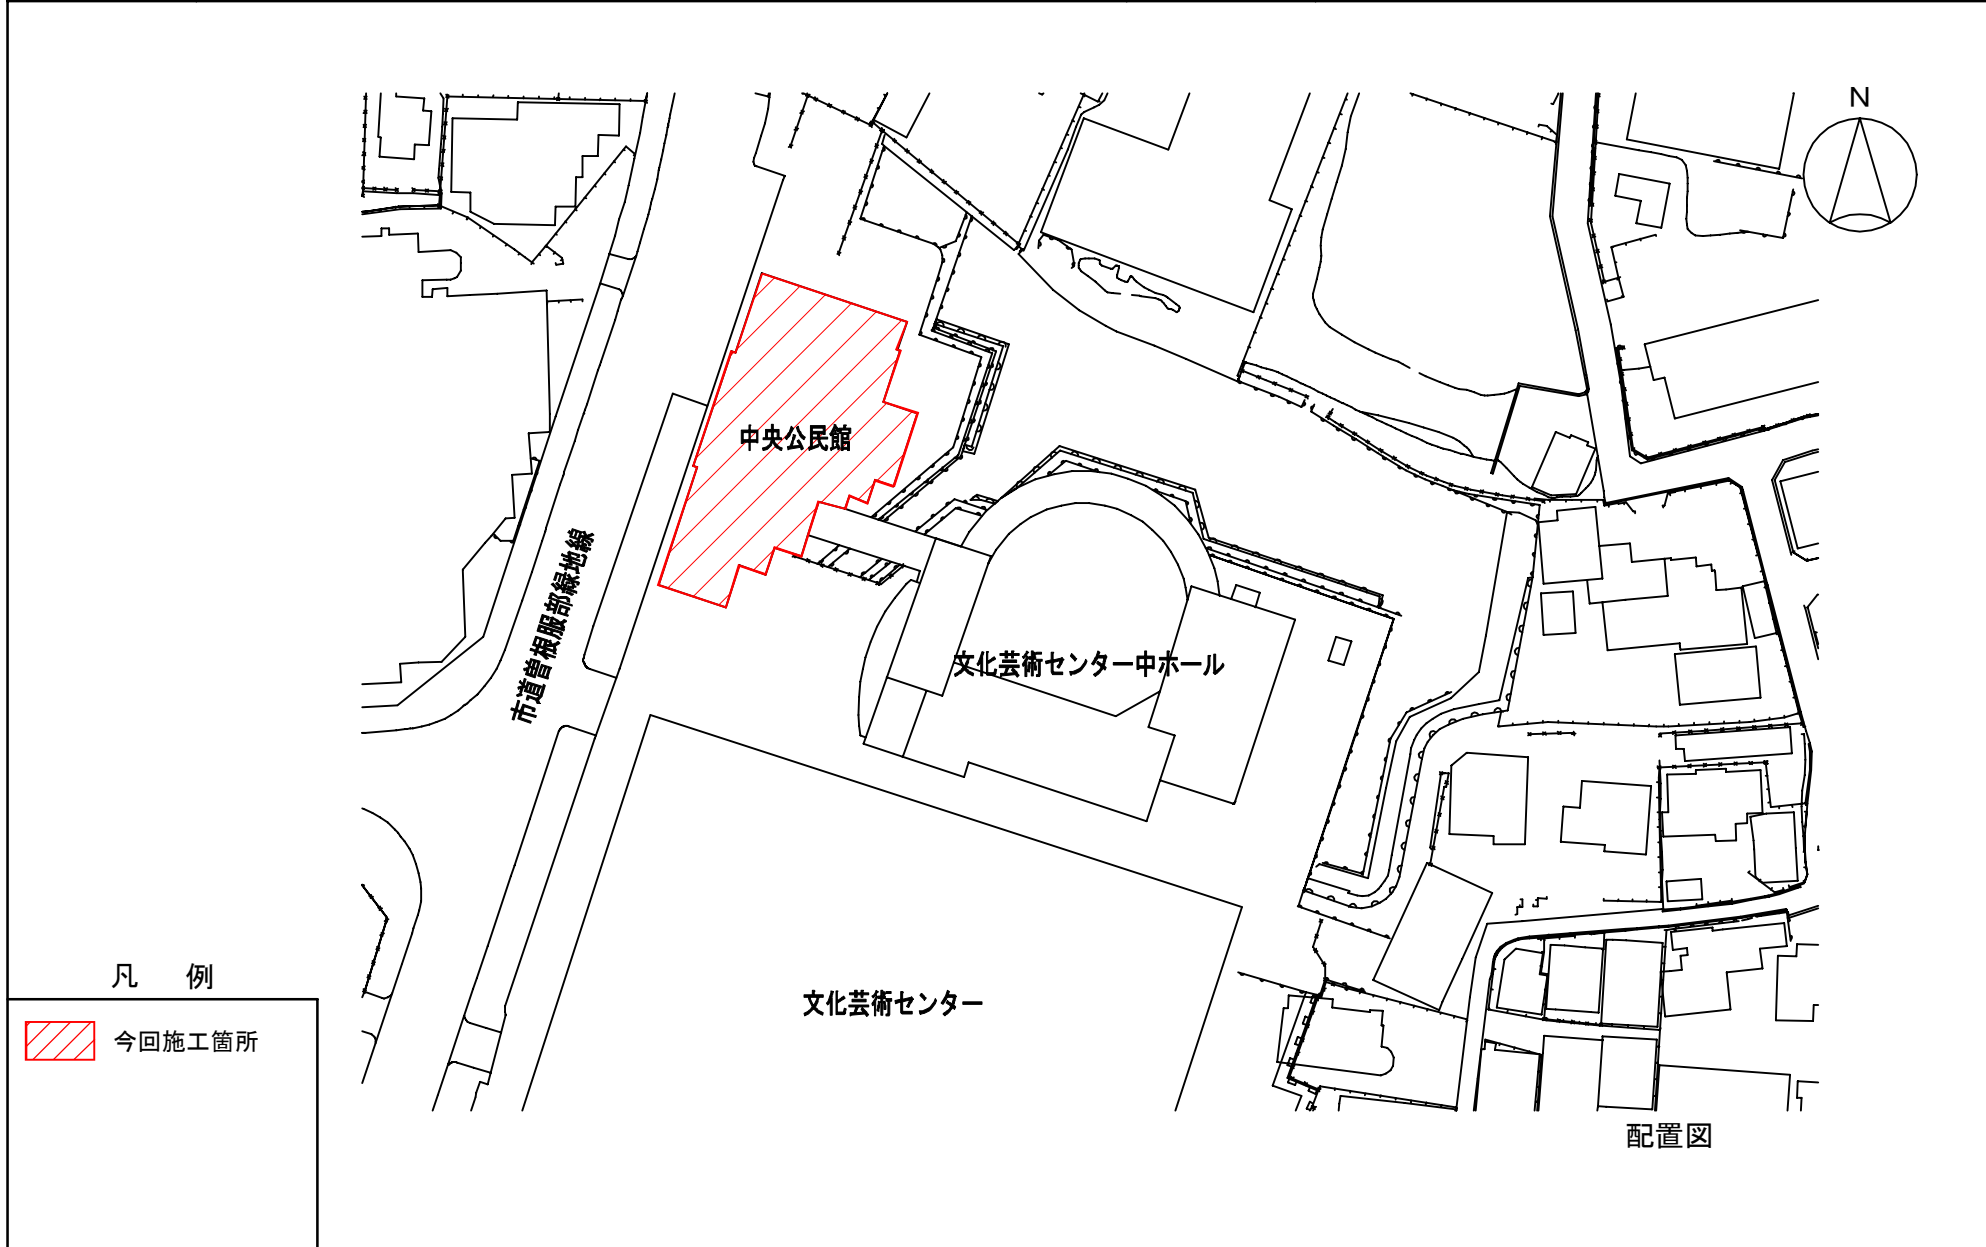 N
中央公民館
市道曽根服部緑地線
文化芸術センター中ホール
文化芸術センター
凡 例
今回施工箇所
配置図